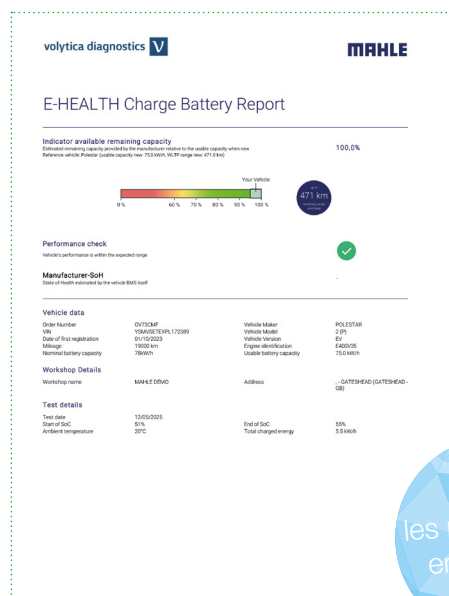 volytica diagnostics V
MAHLE
E-HEALTH Charge Battery Report
Indicator available remaining capacity
Estimated remaining capacity provided by the manufacturer relative to the usable capacity when new
Reference vehicle: Polestar (usable capacity new: 75.0 kW/h, WLTP range new: 471.0 km)
100,0%
Your Vehicle
0 % 60 % 70 % 80 % 90 % 100 %
471 km
Performance check
Vehicle's performance is within the expected range
Manufacturer-SoH
State of Health estimated by the vehicle BMS itself
-
Vehicle data
Order Number OV73CMF Vehicle Maker POLESTAR
VIN YSMVSETEXPL172389 Vehicle Model 2 (P)
Date of first registration 01/10/2023 Vehicle Version EV
Mileage 19000 km Engine identification E400V35
Nominal battery capacity 78kW/h Usable battery capacity 75.0 kW/h
Workshop Details
Workshop name MAHLE DEMO Address , - GATESHEAD (GATESHEAD -
GB)
Test details
Test date 12/05/2025
Start of SoC 51% End of SoC 55%
Ambient temperature 20°C Total charged energy 5.5 kW/h
les